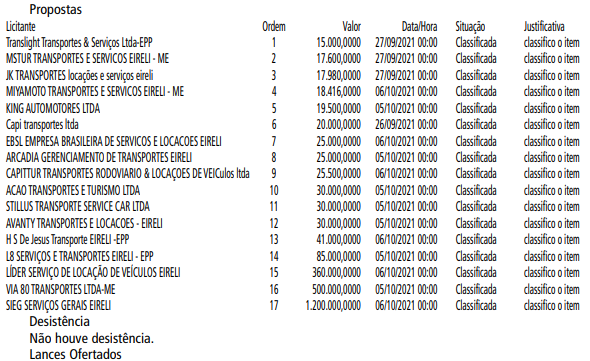 Propostas
Licitante Ordem Valor Data/Hora Situação Justificativa
Translight Transportes & Serviços Ltda-EPP 1 15.000,0000 27/09/2021 00:00 Classificada classifico o item
MSTUR TRANSPORTES E SERVICOS EIRELI - ME 2 17.600,0000 27/09/2021 00:00 Classificada classifico o item
JK TRANSPORTES locações e serviços eireli 3 17.980,0000 27/09/2021 00:00 Classificada classifico o item
MIYAMOTO TRANSPORTES E SERVICOS EIRELI - ME 4 18.416,0000 06/10/2021 00:00 Classificada classifico o item
KING AUTOMOTORES LTDA 5 19.500,0000 05/10/2021 00:00 Classificada classifico o item
Capi transportes ltda 6 20.000,0000 26/09/2021 00:00 Classificada classifico o item
EBSL EMPRESA BRASILEIRA DE SERVICOS E LOCACOES EIRELI 7 25.000,0000 06/10/2021 00:00 Classificada classifico o item
ARCADIA GERENCIAMENTO DE TRANSPORTES EIRELI 8 25.000,0000 05/10/2021 00:00 Classificada classifico o item
CAPITTUR TRANSPORTES RODOVIARIO & LOCAÇOES DE VEICulos ltda 9 25.500,0000 06/10/2021 00:00 Classificada classifico o item
ACAO TRANSPORTES E TURISMO LTDA 10 30.000,0000 05/10/2021 00:00 Classificada classifico o item
STILLUS TRANSPORTE SERVICE CAR LTDA 11 30.000,0000 05/10/2021 00:00 Classificada classifico o item
AVANTY TRANSPORTES E LOCACOES - EIRELI 12 30.000,0000 05/10/2021 00:00 Classificada classifico o item
H S De Jesus Transporte EIRELI -EPP 13 41.000,0000 06/10/2021 00:00 Classificada classifico o item
L8 SERVIÇOS E TRANSPORTES EIRELI - EPP 14 85.000,0000 05/10/2021 00:00 Classificada classifico o item
LÍDER SERVIÇO DE LOCAÇÃO DE VEÍCULOS EIRELI 15 360.000,0000 06/10/2021 00:00 Classificada classifico o item
VIA 80 TRANSPORTES LTDA-ME 16 500.000,0000 05/10/2021 00:00 Classificada classifico o item
SIEG SERVIÇOS GERAIS EIRELI 17 1.200.000,0000 06/10/2021 00:00 Classificada classifico o item
Desistência
Não houve desistência.
Lances Ofertados